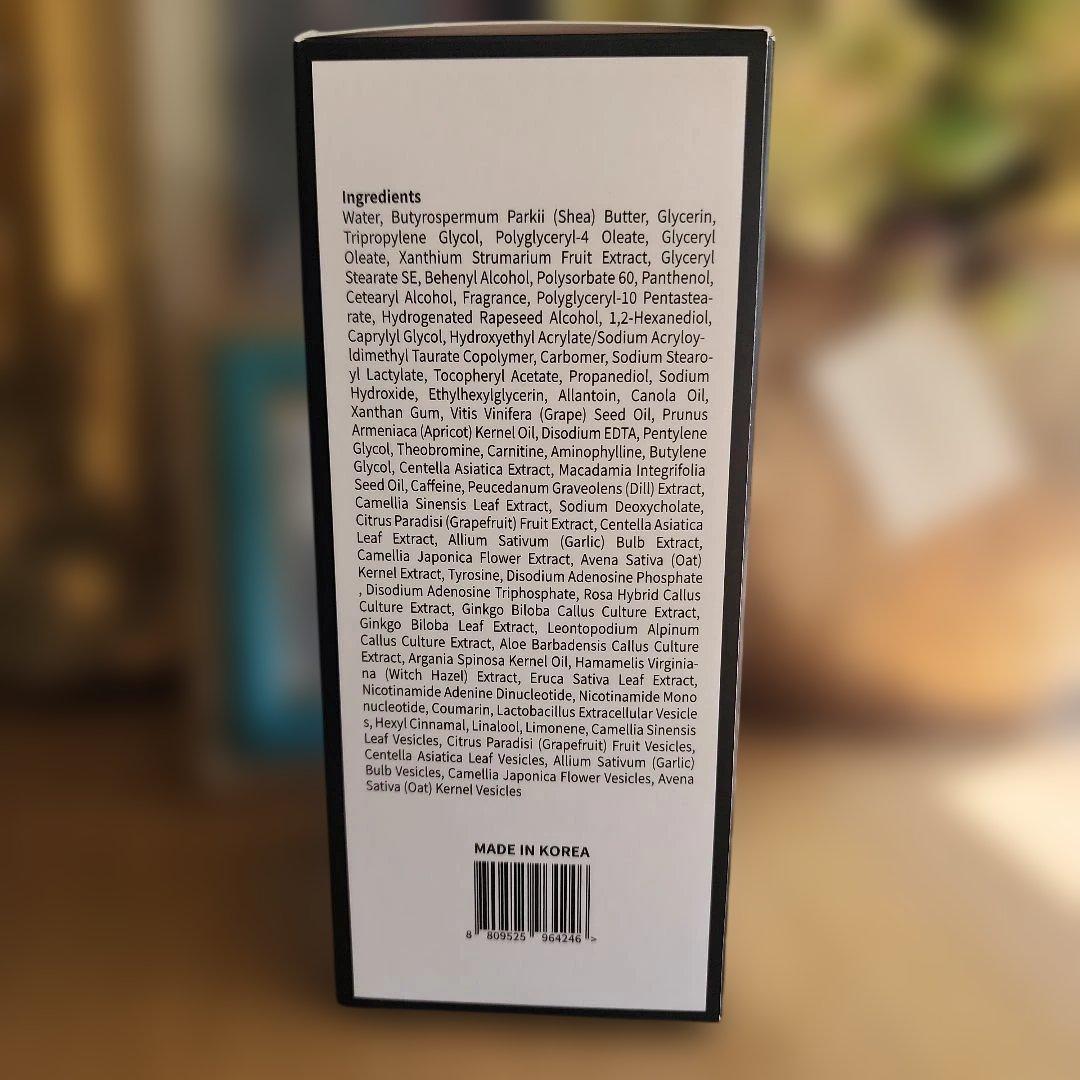 Ingredients
Water, Butyrospermum Parkii (Shea) Butter, Glycerin,
Tripropylene Glycol, Polyglyceryl-4 Oleate, Glyceryl
Oleate, Xanthium Strumarium Fruit Extract, Glyceryl
Stearate SE, Behenyl Alcohol, Polysorbate 60, Panthenol,
Cetearyl Alcohol, Fragrance, Polyglyceryl-10 Pentastea-
rate, Hydrogenated Rapeseed Alcohol, 1,2-Hexanediol,
Caprylyl Glycol, Hydroxyethyl Acrylate/Sodium Acryloy-
ldimethyl Taurate Copolymer, Carbomer, Sodium Stearo-
yl Lactylate, Tocopheryl Acetate, Propanediol, Sodium
Hydroxide, Ethylhexylglycerin, Allantoin, Canola Oil,
Xanthan Gum, Vitis Vinifera (Grape) Seed Oil, Prunus
Armeniaca (Apricot) Kernel Oil, Disodium EDTA, Pentylene
Glycol, Theobromine, Carnitine, Aminophylline, Butylene
Glycol, Centella Asiatica Extract, Macadamia Integrifolia
Seed Oil, Caffeine, Peucedanum Graveolens (Dill) Extract,
Camellia Sinensis Leaf Extract, Sodium Deoxycholate,
Citrus Paradisi (Grapefruit) Fruit Extract, Centella Asiatica
Leaf Extract, Allium Sativum (Garlic) Bulb Extract,
Camellia Japonica Flower Extract, Avena Sativa (Oat)
Kernel Extract, Tyrosine, Disodium Adenosine Phosphate
, Disodium Adenosine Triphosphate, Rosa Hybrid Callus
Culture Extract, Ginkgo Biloba Callus Culture Extract,
Ginkgo Biloba Leaf Extract, Leontopodium Alpinum
Callus Culture Extract, Aloe Barbadensis Callus Culture
Extract, Argania Spinosa Kernel Oil, Hamamelis Virginia-
na (Witch Hazel) Extract, Eruca Sativa Leaf Extract,
Nicotinamide Adenine Dinucleotide, Nicotinamide Mono
nucleotide, Coumarin, Lactobacillus Extracellular Vesicle
s, Hexyl Cinnamal, Linalool, Limonene, Camellia Sinensis
Leaf Vesicles, Citrus Paradisi (Grapefruit) Fruit Vesicles,
Centella Asiatica Leaf Vesicles, Allium Sativum (Garlic)
Bulb Vesicles, Camellia Japonica Flower Vesicles, Avena
Sativa (Oat) Kernel Vesicles
MADE IN KOREA
8 809525 964246 >